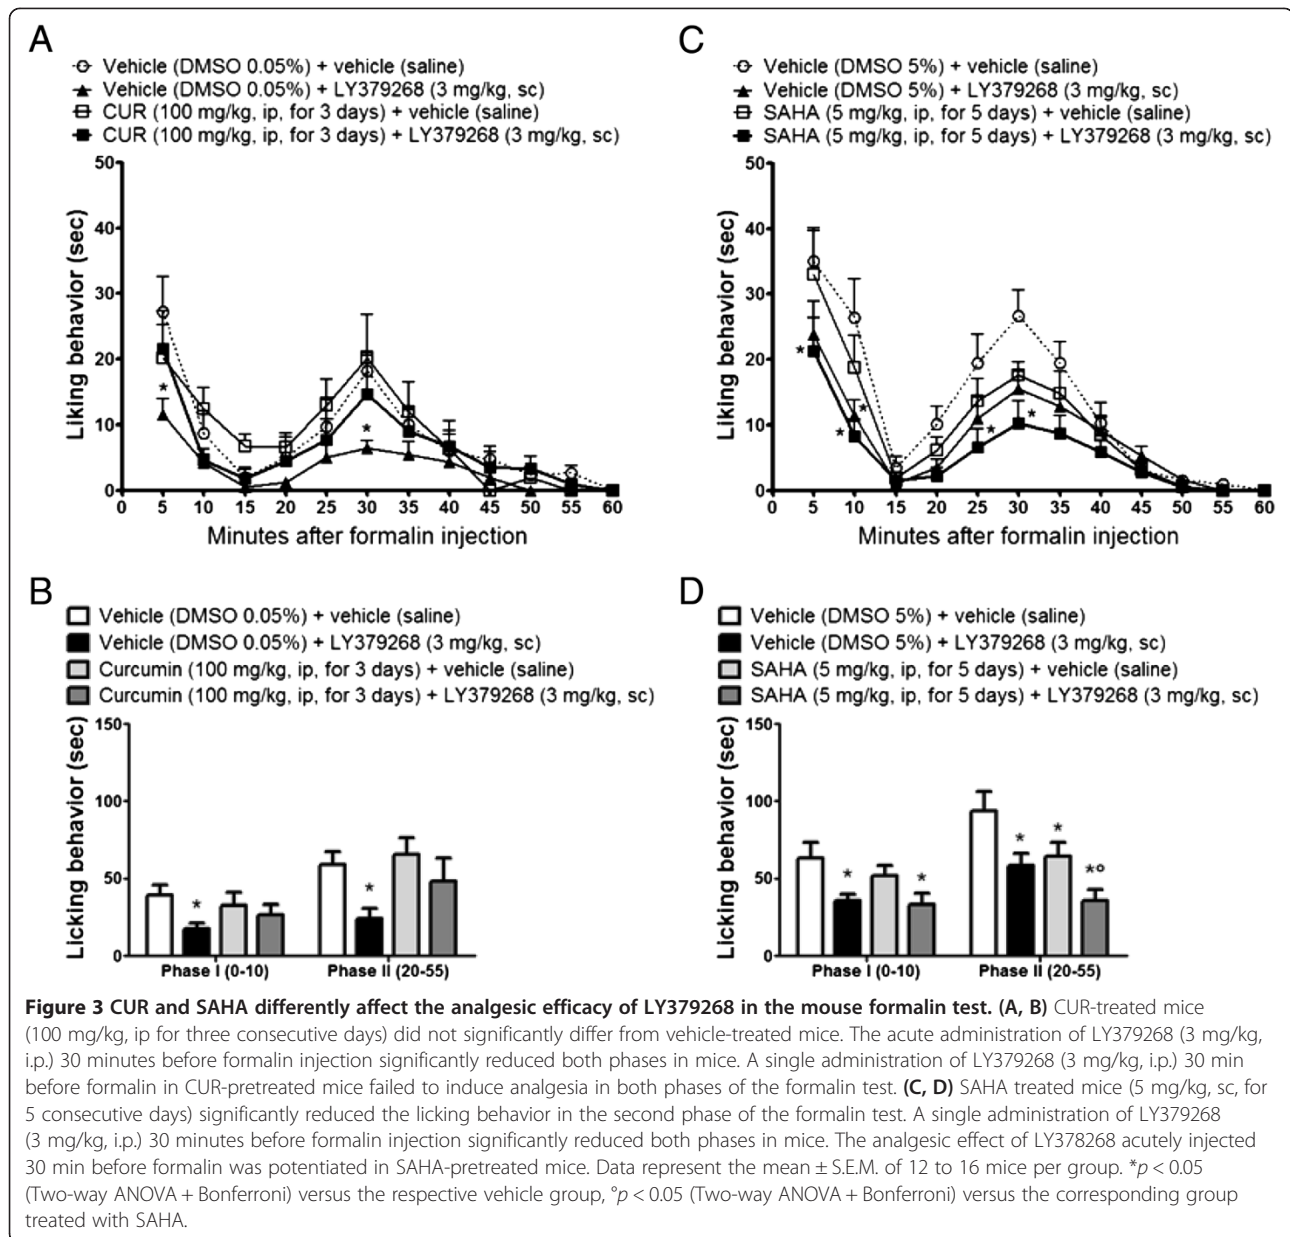 A
Vehicle (DMSO 0.05%) + vehicle (saline)
Vehicle (DMSO 0.05%) + LY379268 (3 mg/kg, sc)
CUR (100 mg/kg, ip, for 3 days) + vehicle (saline)
CUR (100 mg/kg, ip, for 3 days) + LY379268 (3 mg/kg, sc)
50
40
30
20
10
0
Liking behavior (sec)
*
*
0 5 10 15 20 25 30 35 40 45 50 55 60
Minutes after formalin injection
C
Vehicle (DMSO 5%) + vehicle (saline)
Vehicle (DMSO 5%) + LY379268 (3 mg/kg, sc)
SAHA (5 mg/kg, ip, for 5 days) + vehicle (saline)
SAHA (5 mg/kg, ip, for 5 days) + LY379268 (3 mg/kg, sc)
50
40
30
20
10
0
Licking behavior (sec)
*
*
*
*
*
0 5 10 15 20 25 30 35 40 45 50 55 60
Minutes after formalin injection
B
Vehicle (DMSO 0.05%) + vehicle (saline)
Vehicle (DMSO 0.05%) + LY379268 (3 mg/kg, sc)
Curcumin (100 mg/kg, ip, for 3 days) + vehicle (saline)
Curcumin (100 mg/kg, ip, for 3 days) + LY379268 (3 mg/kg, sc)
150
100
50
0
Licking behavior (sec)
*
*
Phase I (0-10) Phase II (20-55)
D
Vehicle (DMSO 5%) + vehicle (saline)
Vehicle (DMSO 5%) + LY379268 (3 mg/kg, sc)
SAHA (5 mg/kg, ip, for 5 days) + vehicle (saline)
SAHA (5 mg/kg, ip, for 5 days) + LY379268 (3 mg/kg, sc)
150
100
50
0
Licking behavior (sec)
* * * * *°
Phase I (0-10) Phase II (20-55)
Figure 3 CUR and SAHA differently affect the analgesic efficacy of LY379268 in the mouse formalin test. (A, B) CUR-treated mice
(100 mg/kg, ip for three consecutive days) did not significantly differ from vehicle-treated mice. The acute administration of LY379268 (3 mg/kg,
i.p.) 30 minutes before formalin injection significantly reduced both phases in mice. A single administration of LY379268 (3 mg/kg, i.p.) 30 min
before formalin in CUR-pretreated mice failed to induce analgesia in both phases of the formalin test. (C, D) SAHA treated mice (5 mg/kg, sc, for
5 consecutive days) significantly reduced the licking behavior in the second phase of the formalin test. A single administration of LY379268
(3 mg/kg, i.p.) 30 minutes before formalin injection significantly reduced both phases in mice. The analgesic effect of LY378268 acutely injected
30 min before formalin was potentiated in SAHA-pretreated mice. Data represent the mean ± S.E.M. of 12 to 16 mice per group. *p < 0.05
(Two-way ANOVA + Bonferroni) versus the respective vehicle group, °p < 0.05 (Two-way ANOVA + Bonferroni) versus the corresponding group
treated with SAHA.